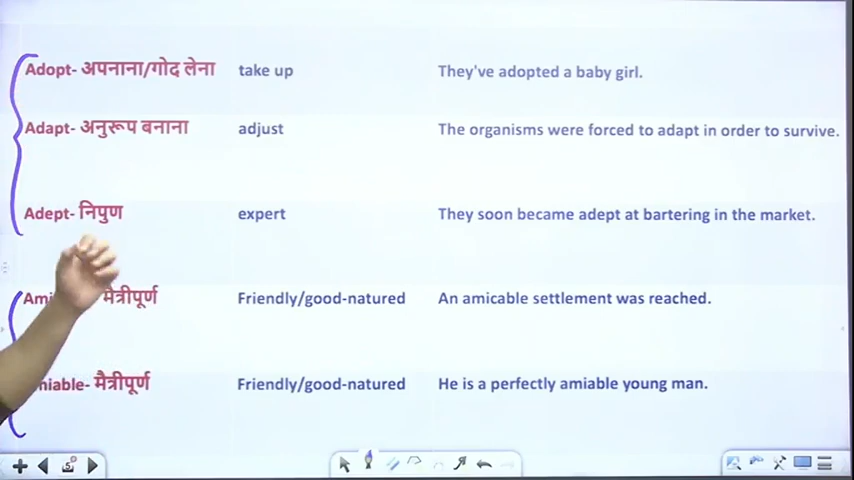 Adopt- अपनाना/गोद लेना take up They've adopted a baby girl.
Adapt- अनुरूप बनाना adjust The organisms were forced to adapt in order to survive.
Adept- निपुण expert They soon became adept at bartering in the market.
मैत्रीपूर्ण Friendly/good-natured An amicable settlement was reached.
मैत्रीपूर्ण Friendly/good-natured He is a perfectly amiable young man.
5